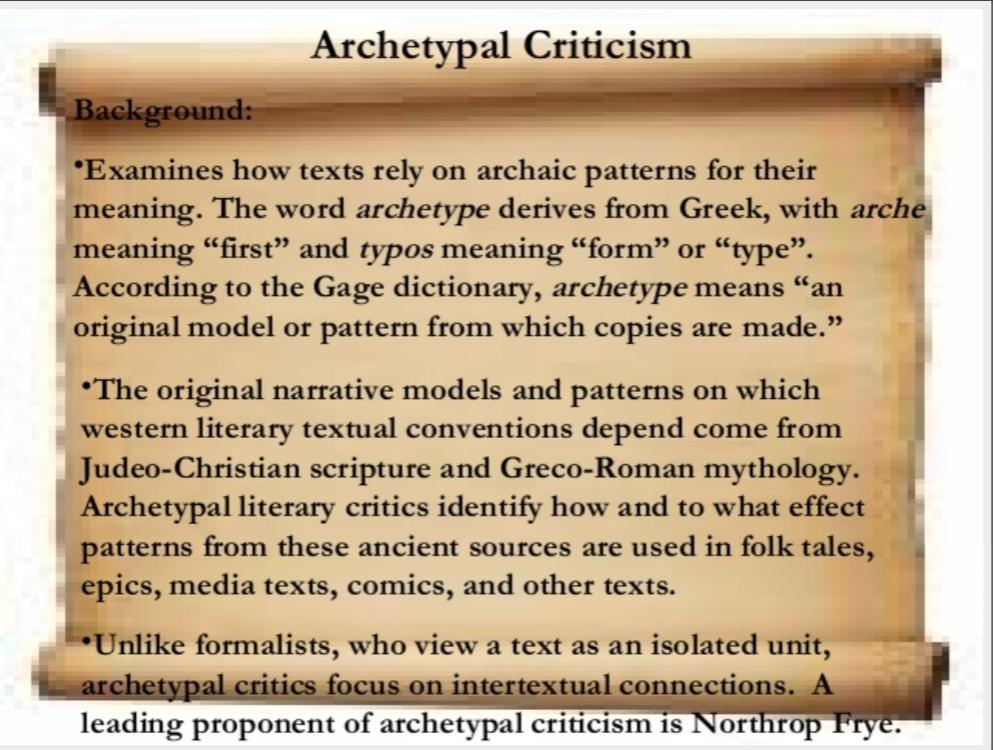 Archetypal Criticism
Background:
•Examines how texts rely on archaic patterns for their
meaning. The word archetype derives from Greek, with arche
meaning “first” and typos meaning “form” or “type”.
According to the Gage dictionary, archetype means “an
original model or pattern from which copies are made.”
•The original narrative models and patterns on which
western literary textual conventions depend come from
Judeo-Christian scripture and Greco-Roman mythology.
Archetypal literary critics identify how and to what effect
patterns from these ancient sources are used in folk tales,
epics, media texts, comics, and other texts.
•Unlike formalists, who view a text as an isolated unit,
archetypal critics focus on intertextual connections. A
leading proponent of archetypal criticism is Northrop Frye.